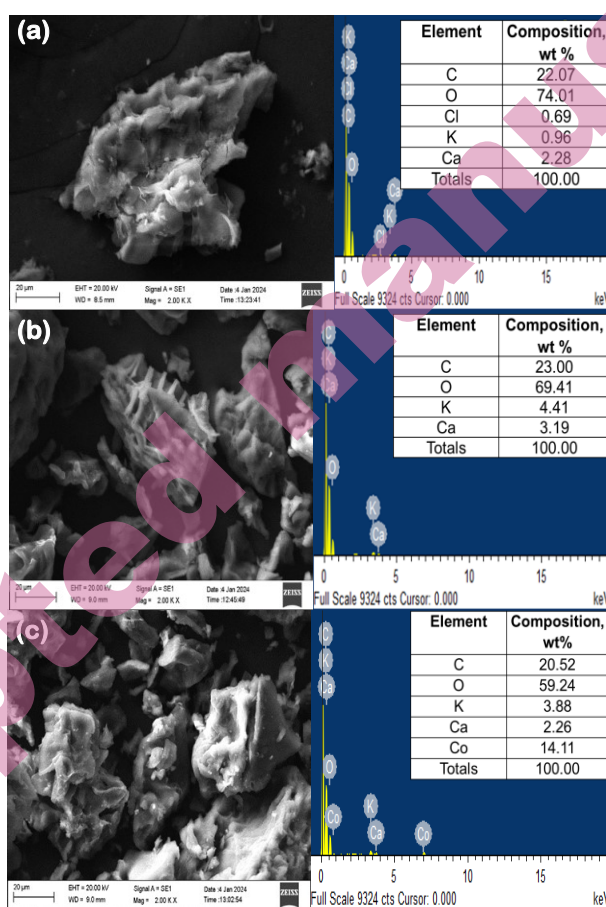 (a)
Element Composition, wt %
C 22.07
O 74.01
Cl 0.69
K 0.96
Ca 2.28
Totals 100.00
K
Ca
C
O
Ca
K
Cl
0 5 10 15
Full Scale 9324 cts Cursor: 0.000 keV
20 µm EHT = 20.00 kV Signal A = SE1 Date :4 Jan 2024
WD = 8.5 mm Mag = 2.00 K X Time :13:23:41
ZEISS
(b)
Element Composition, wt %
C 23.00
O 69.41
K 4.41
Ca 3.19
Totals 100.00
C
K
Ca
O
K
Ca
0 5 10 15
Full Scale 9324 cts Cursor: 0.000 keV
20 µm EHT = 20.00 kV Signal A = SE1 Date :4 Jan 2024
WD = 9.0 mm Mag = 2.00 K X Time :12:45:49
ZEISS
(c)
Element Composition, wt%
C 20.52
O 59.24
K 3.88
Ca 2.26
Co 14.11
Totals 100.00
C
K
Ca
O
Co
K
Ca
Co
0 5 10 15
Full Scale 9324 cts Cursor: 0.000 keV
20 µm EHT = 20.00 kV Signal A = SE1 Date :4 Jan 2024
WD = 9.0 mm Mag = 2.00 K X Time :13:02:54
ZEISS
pted manus